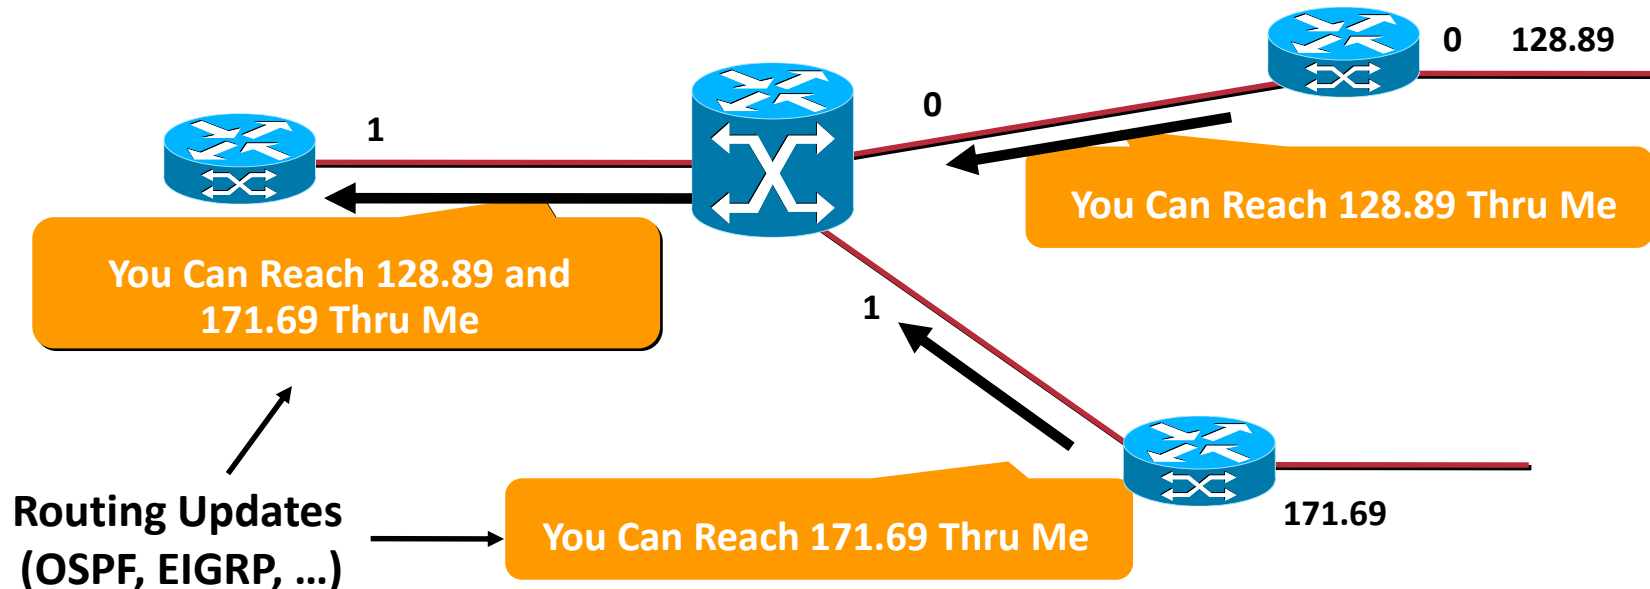 0 128.89
0
1
You Can Reach 128.89 Thru Me
You Can Reach 128.89 and
171.69 Thru Me
1
Routing Updates
(OSPF, EIGRP, ...)
You Can Reach 171.69 Thru Me
171.69